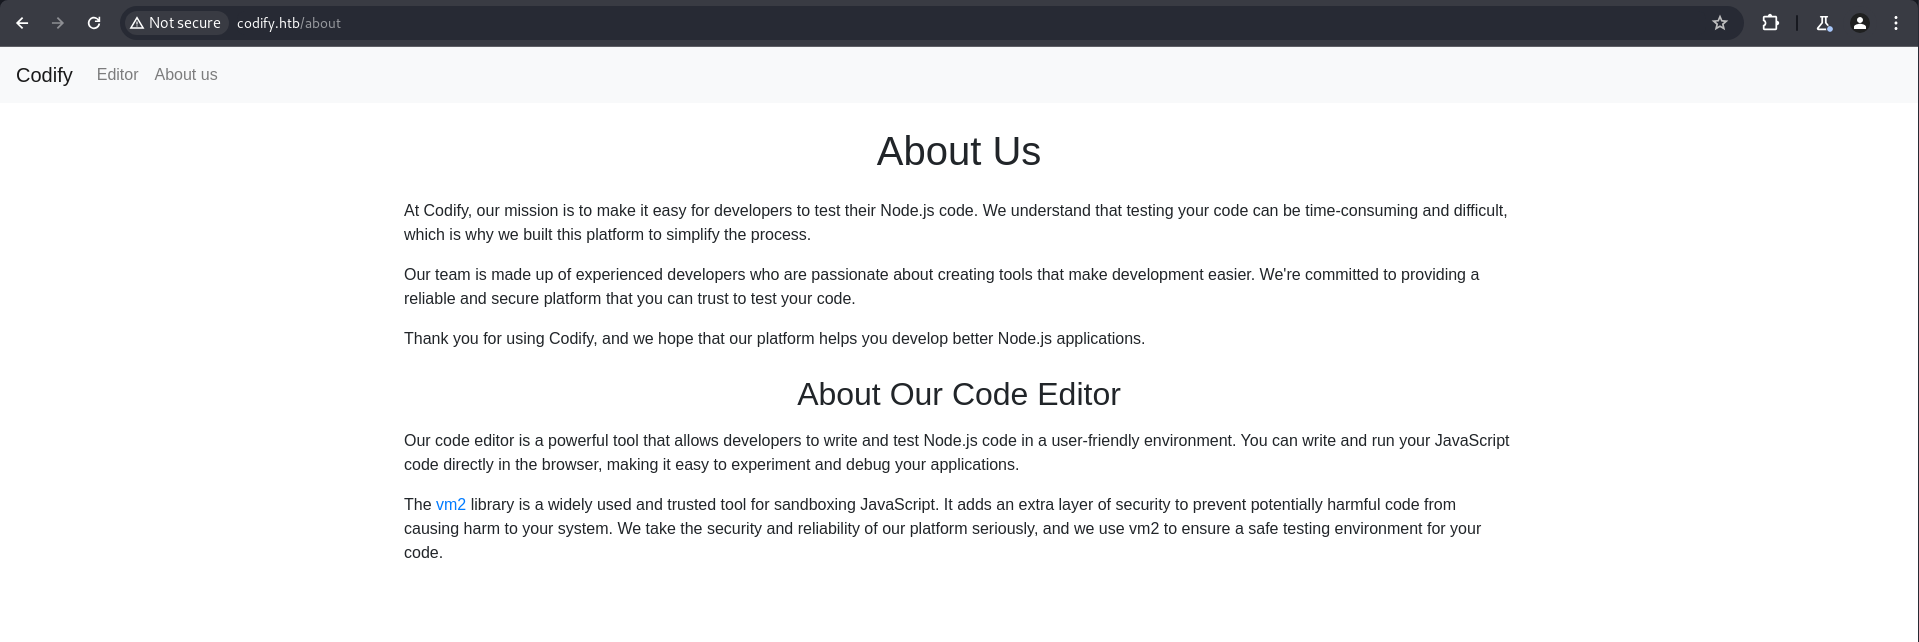 Not secure codify.htb/about
Codify Editor About us
About Us
At Codify, our mission is to make it easy for developers to test their Node.js code. We understand that testing your code can be time-consuming and difficult,
which is why we built this platform to simplify the process.
Our team is made up of experienced developers who are passionate about creating tools that make development easier. We're committed to providing a
reliable and secure platform that you can trust to test your code.
Thank you for using Codify, and we hope that our platform helps you develop better Node.js applications.
About Our Code Editor
Our code editor is a powerful tool that allows developers to write and test Node.js code in a user-friendly environment. You can write and run your JavaScript
code directly in the browser, making it easy to experiment and debug your applications.
The vm2 library is a widely used and trusted tool for sandboxing JavaScript. It adds an extra layer of security to prevent potentially harmful code from
causing harm to your system. We take the security and reliability of our platform seriously, and we use vm2 to ensure a safe testing environment for your
code.